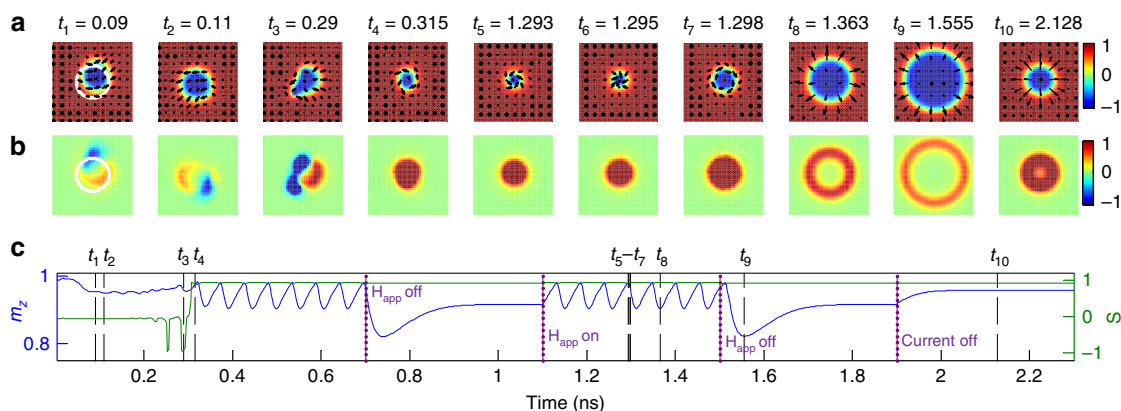 a t₁ = 0.09 t₂ = 0.11 t₃ = 0.29 t₄ = 0.315 t₅ = 1.293 t₆ = 1.295 t₇ = 1.298 t₈ = 1.363 t₉ = 1.555 t₁₀ = 2.128
1
0
−1
b
1
0
−1
c t₁ t₂ t₃ t₄ t₅–t₇ t₈ t₉ t₁₀
1 1
H_app off
m_z 0 S
H_app on H_app off Current off
0.8 −1
0.2 0.4 0.6 0.8 1 1.2 1.4 1.6 1.8 2 2.2
Time (ns)